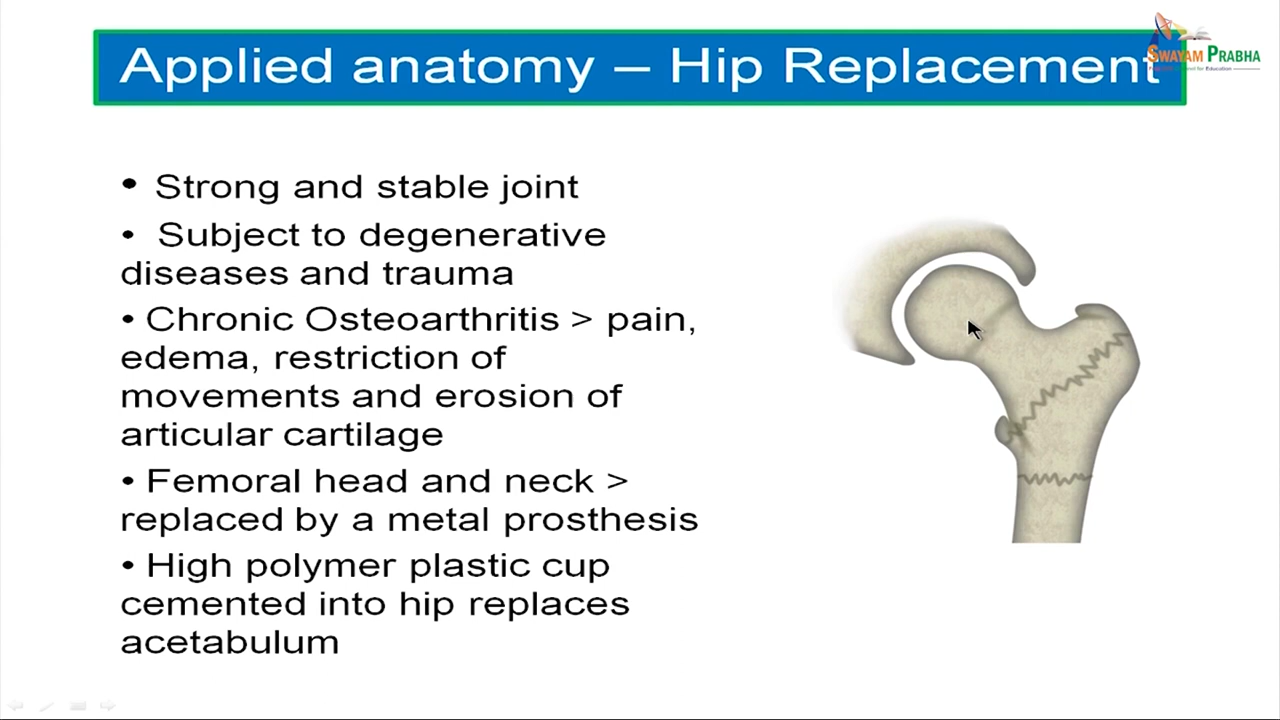 Applied anatomy – Hip Replacement
SWAYAM PRABHA
• Strong and stable joint
• Subject to degenerative
diseases and trauma
• Chronic Osteoarthritis > pain,
edema, restriction of
movements and erosion of
articular cartilage
• Femoral head and neck >
replaced by a metal prosthesis
• High polymer plastic cup
cemented into hip replaces
acetabulum